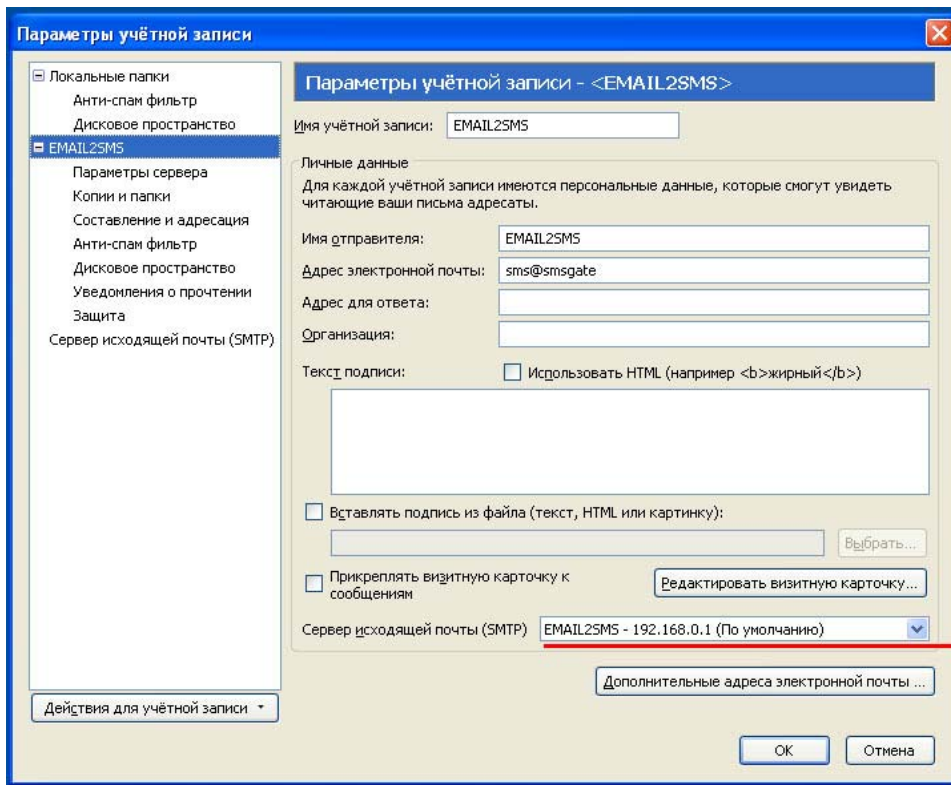 Параметры учётной записи
Локальные папки
Анти-спам фильтр
Дисковое пространство
EMAIL2SMS
Параметры сервера
Копии и папки
Составление и адресация
Анти-спам фильтр
Дисковое пространство
Уведомления о прочтении
Защита
Сервер исходящей почты (SMTP)
Действия для учётной записи
Параметры учётной записи - <EMAIL2SMS>
Имя учётной записи: EMAIL2SMS
Личные данные
Для каждой учётной записи имеются персональные данные, которые смогут увидеть
читающие ваши письма адресаты.
Имя отправителя: EMAIL2SMS
Адрес электронной почты: sms@smsgate
Адрес для ответа:
Организация:
Текст подписи: Использовать HTML (например <b>жирный</b>)
Вставлять подпись из файла (текст, HTML или картинку):
Выбрать...
Прикреплять визитную карточку к
сообщениям
Редактировать визитную карточку...
Сервер исходящей почты (SMTP) EMAIL2SMS - 192.168.0.1 (По умолчанию)
Дополнительные адреса электронной почты ...
OK Отмена